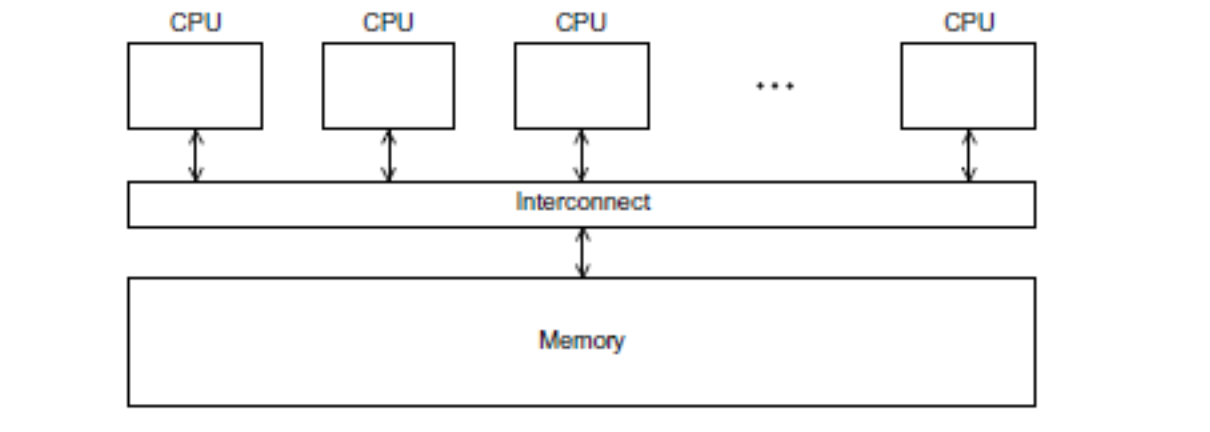 CPU CPU CPU CPU
...
Interconnect
Memory